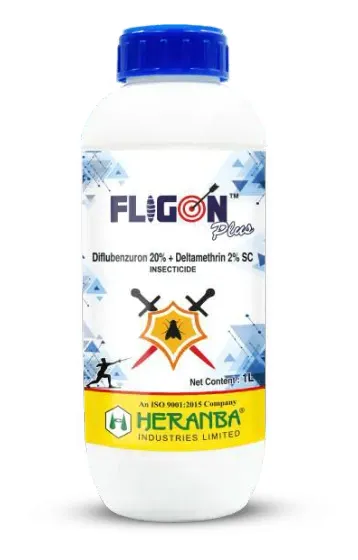 FLIGON™
Plus
Diflubenzuron 20% + Deltamethrin 2% SC
INSECTICIDE
Net Content : 1L
An ISO 9001:2015 Company
HERANBA®
INDUSTRIES LIMITED